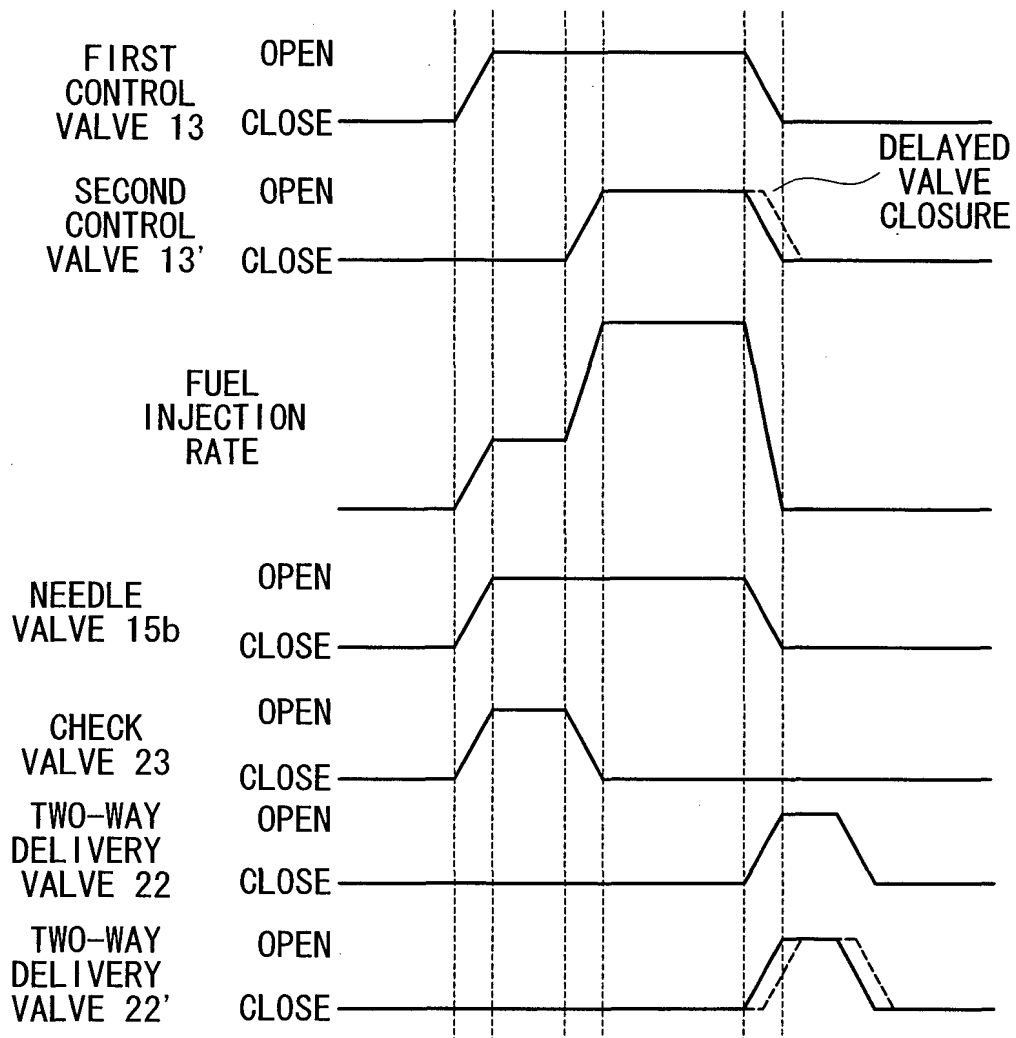 FIRST
CONTROL
VALVE 13
OPEN
CLOSE
DELAYED
VALVE
CLOSURE
SECOND
CONTROL
VALVE 13'
OPEN
CLOSE
FUEL
INJECTION
RATE
NEEDLE
VALVE 15b
OPEN
CLOSE
CHECK
VALVE 23
OPEN
CLOSE
TWO-WAY
DELIVERY
VALVE 22
OPEN
CLOSE
TWO-WAY
DELIVERY
VALVE 22'
OPEN
CLOSE